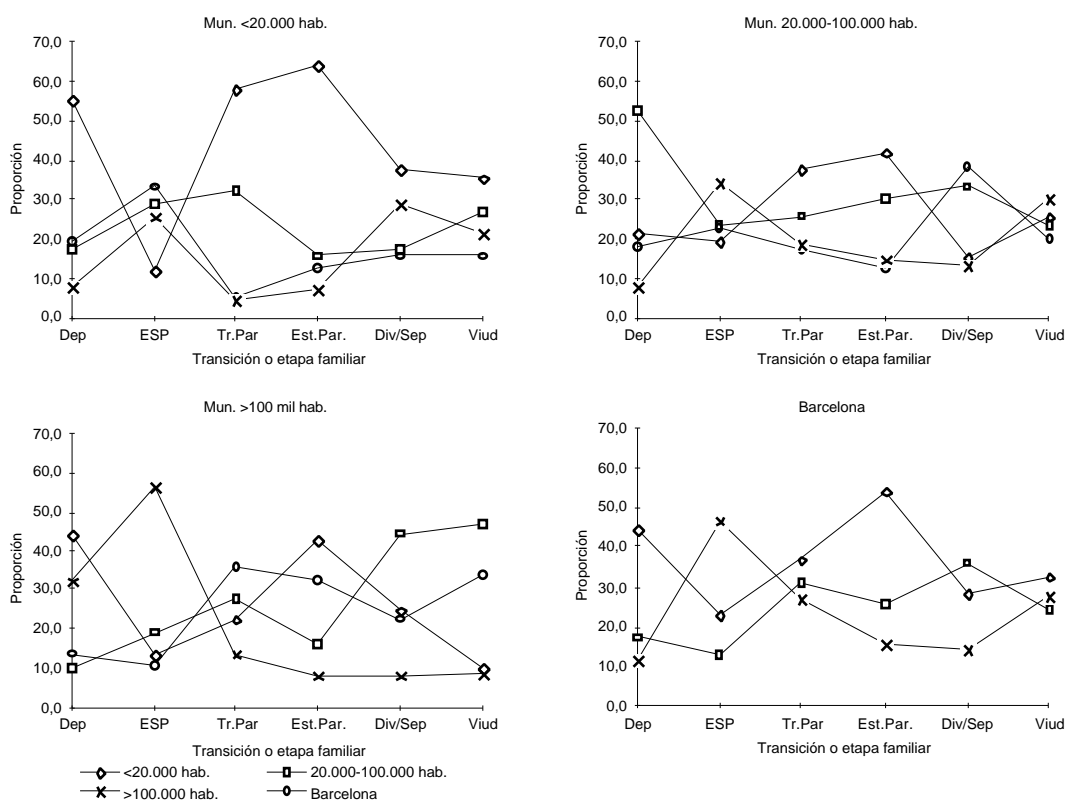 Mun. <20.000 hab.
70,0
60,0
50,0
40,0
30,0
20,0
10,0
0,0
Proporción
Dep ESP Tr.Par Est.Par. Div/Sep Viud
Transición o etapa familiar
Mun. 20.000-100.000 hab.
70,0
60,0
50,0
40,0
30,0
20,0
10,0
0,0
Proporción
Dep ESP Tr.Par Est.Par. Div/Sep Viud
Transición o etapa familiar
Mun. >100 mil hab.
70,0
60,0
50,0
40,0
30,0
20,0
10,0
0,0
Proporción
Dep ESP Tr.Par Est.Par. Div/Sep Viud
Transición o etapa familiar
Barcelona
70,0
60,0
50,0
40,0
30,0
20,0
10,0
0,0
Proporción
Dep ESP Tr.Par Est.Par. Div/Sep Viud
Transición o etapa familiar
<20.000 hab. 20.000-100.000 hab.
>100.000 hab. Barcelona